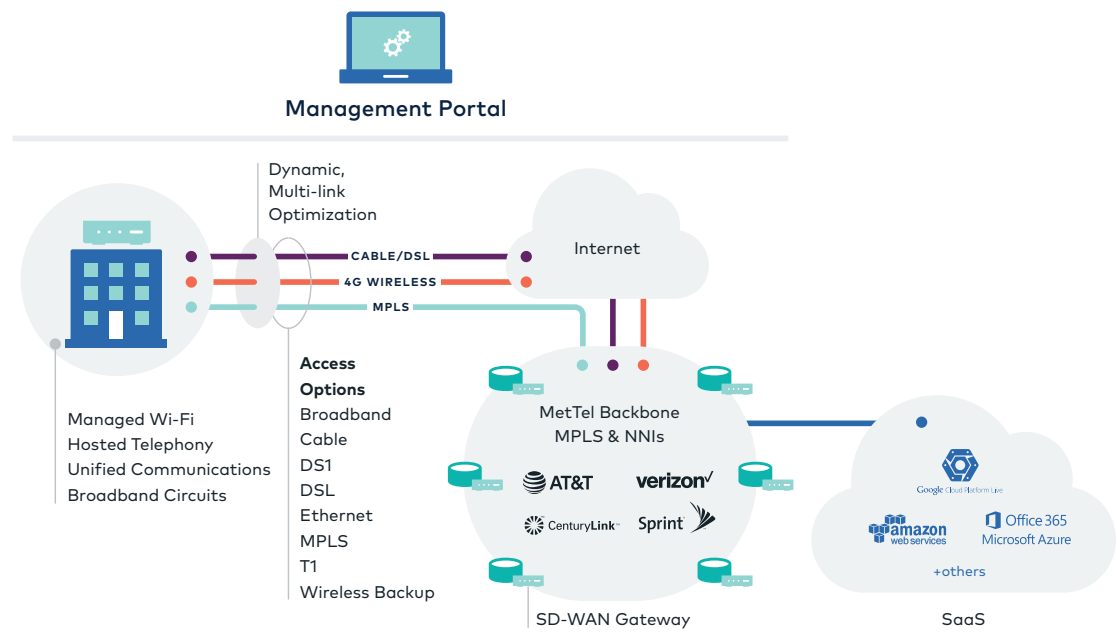 Management Portal
Dynamic,
Multi-link
Optimization
CABLE/DSL
4G WIRELESS
MPLS
Internet
Managed Wi-Fi
Hosted Telephony
Unified Communications
Broadband Circuits
Access
Options
Broadband
Cable
DS1
DSL
Ethernet
MPLS
T1
Wireless Backup
MetTel Backbone
MPLS & NNIs
AT&T
verizon
CenturyLink™
Sprint
SD-WAN Gateway
Google Cloud Platform Live
amazon
web services
Office 365
Microsoft Azure
+others
SaaS